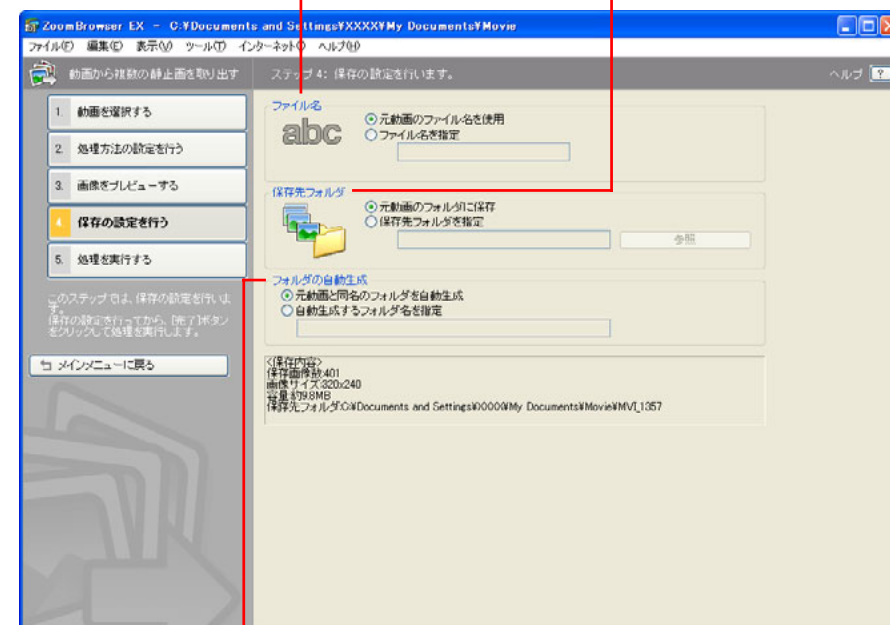 ZoomBrowser EX - C:¥Documents and Settings¥XXXX¥My Documents¥Movie
ファイル(F) 編集(E) 表示(V) ツール(T) インターネット(I) ヘルプ(H)
動画から複数の静止画を取り出す
ステップ 4: 保存の設定を行います。
ヘルプ ?
1. 動画を選択する
2. 処理方法の設定を行う
3. 画像をプレビューする
4. 保存の設定を行う
5. 処理を実行する
このステップでは、保存の設定を行いま
す。
保存の設定を行ってから、[完了]ボタン
をクリックして処理を実行します。
メインメニューに戻る
ファイル名
abc
元動画のファイル名を使用
ファイル名を指定
保存先フォルダ
元動画のフォルダに保存
保存先フォルダを指定
参照
フォルダの自動生成
元動画と同名のフォルダを自動生成
自動生成するフォルダ名を指定
<保存内容>
保存画像数:401
画像サイズ:320x240
容量:約9.8MB
保存先フォルダ:C:¥Documents and Settings¥XXXX¥My Documents¥Movie¥MVI_1357